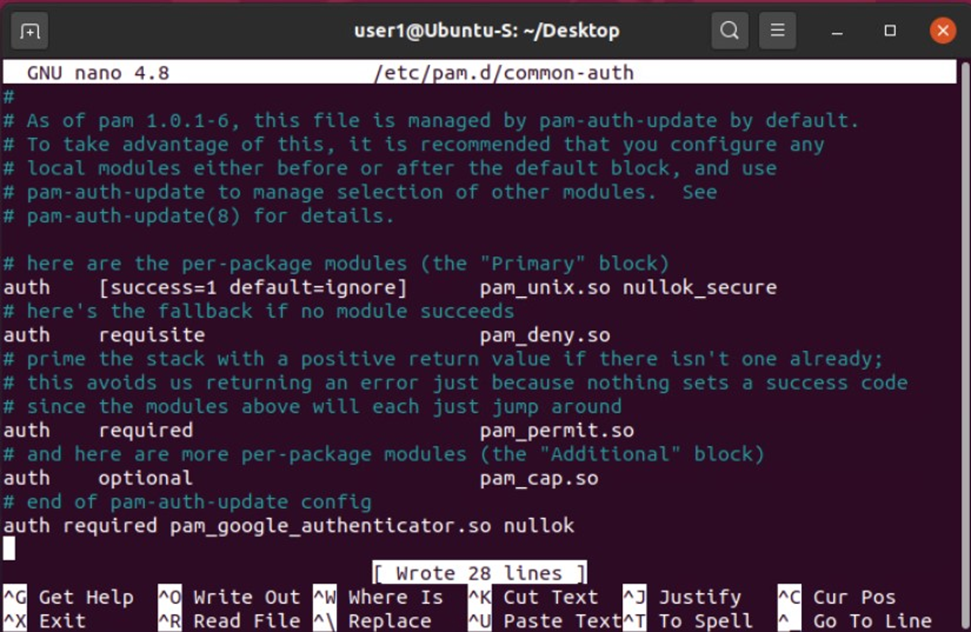 user1@Ubuntu-S: ~/Desktop
GNU nano 4.8 /etc/pam.d/common-auth
#
# As of pam 1.0.1-6, this file is managed by pam-auth-update by default.
# To take advantage of this, it is recommended that you configure any
# local modules either before or after the default block, and use
# pam-auth-update to manage selection of other modules.  See
# pam-auth-update(8) for details.
# here are the per-package modules (the "Primary" block)
auth    [success=1 default=ignore]      pam_unix.so nullok_secure
# here's the fallback if no module succeeds
auth    requisite                       pam_deny.so
# prime the stack with a positive return value if there isn't one already;
# this avoids us returning an error just because nothing sets a success code
# since the modules above will each just jump around
auth    required                        pam_permit.so
# and here are more per-package modules (the "Additional" block)
auth    optional                        pam_cap.so
# end of pam-auth-update config
auth required pam_google_authenticator.so nullok
[ Wrote 28 lines ]
^G Get Help  ^O Write Out ^W Where Is  ^K Cut Text  ^J Justify   ^C Cur Pos
^X Exit      ^R Read File ^\ Replace   ^U Paste Text^T To Spell  ^_ Go To Line